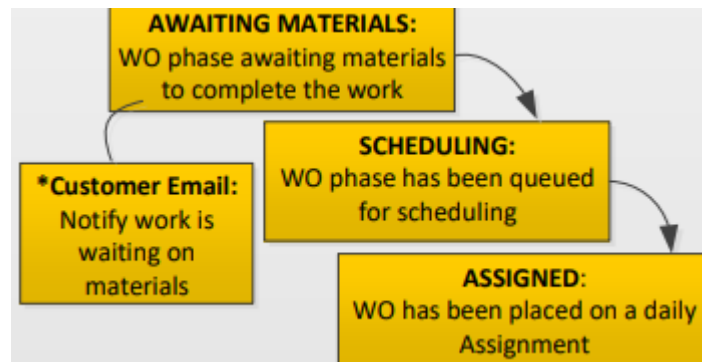 AWAITING MATERIALS:
WO phase awaiting materials
to complete the work
SCHEDULING:
WO phase has been queued
for scheduling
*Customer Email:
Notify work is
waiting on
materials
ASSIGNED:
WO has been placed on a daily
Assignment